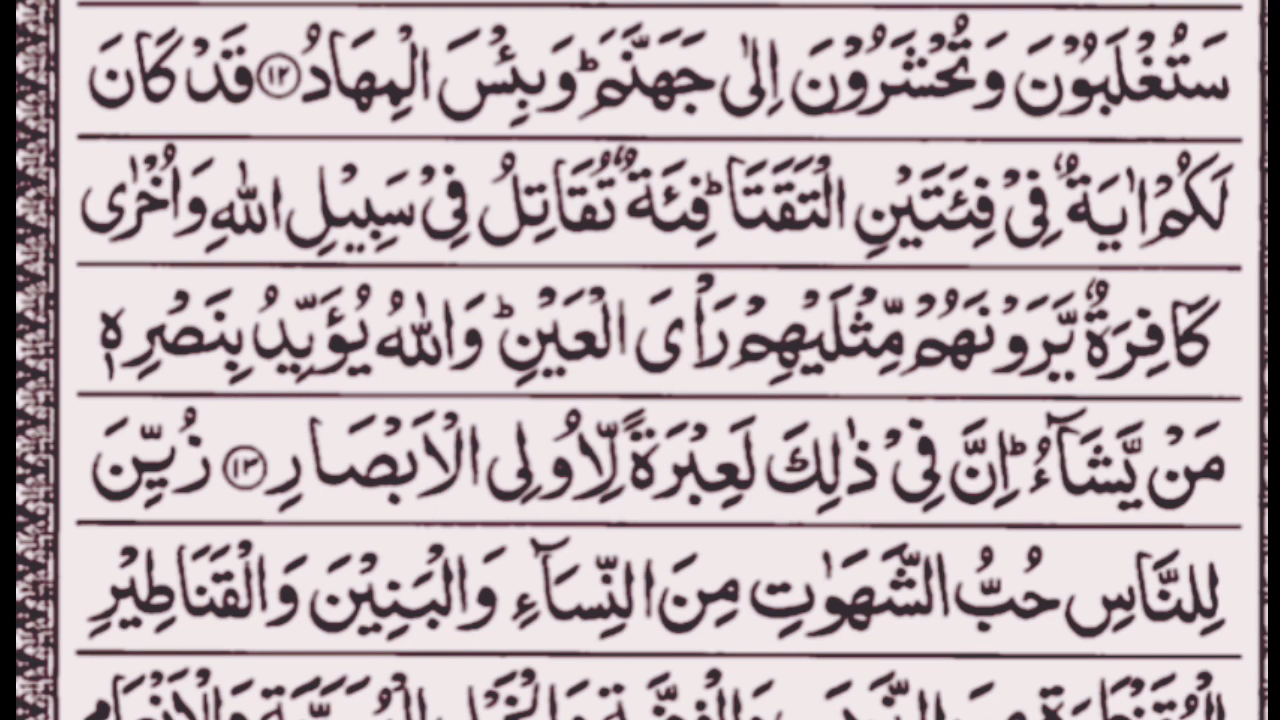 سَتُغْلَبُوْنَ وَتُحْشَرُوْنَ اِلٰى جَهَنَّمَ ؕ وَبِئْسَ الْمِهَادُ ۝۱۲ قَدْ كَانَ
لَكُمْ اٰيَةٌ فِىْ فِئَتَيْنِ الْتَقَتَا ؕ فِئَةٌ تُقَاتِلُ فِىْ سَبِيْلِ اللّٰهِ وَاُخْرٰى
كَافِرَةٌ يَّرَوْنَهُمْ مِّثْلَيْهِمْ رَاْىَ الْعَيْنِ ؕ وَاللّٰهُ يُؤَيِّدُ بِنَصْرِهٖ
مَنْ يَّشَآءُ ؕ اِنَّ فِىْ ذٰلِكَ لَعِبْرَةً لِّاُولِى الْاَبْصَارِ ۝۱۳ زُيِّنَ
لِلنَّاسِ حُبُّ الشَّهَوٰتِ مِنَ النِّسَآءِ وَالْبَنِيْنَ وَالْقَنَاطِيْرِ